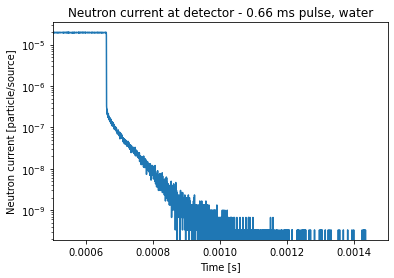 Neutron current at detector - 0.66 ms pulse, water
Neutron current [particle/source]
10⁻⁵
10⁻⁶
10⁻⁷
10⁻⁸
10⁻⁹
0.0006 0.0008 0.0010 0.0012 0.0014
Time [s]